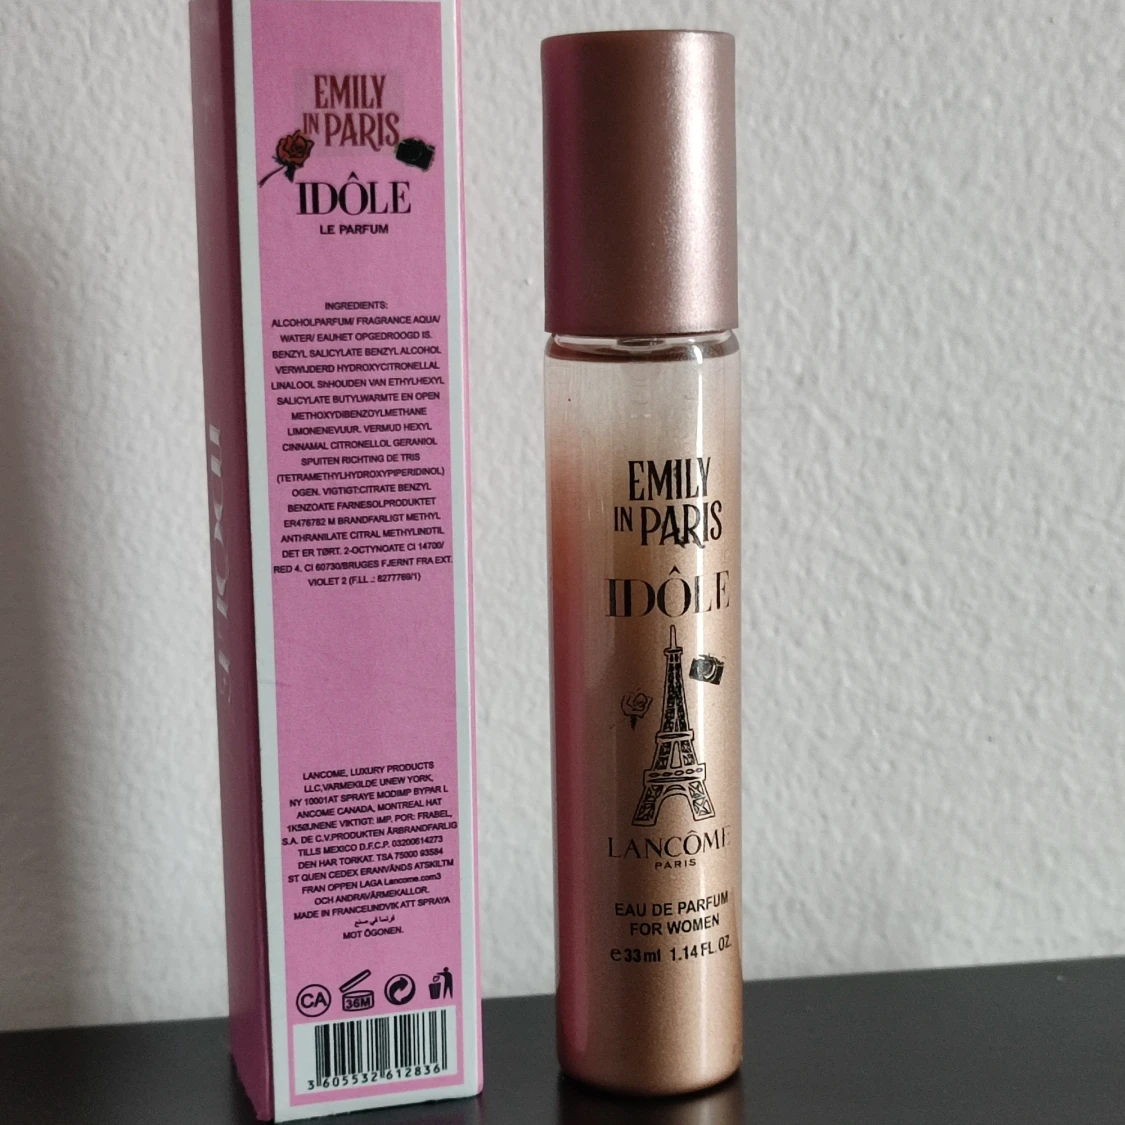 EMILY
IN PARIS
IDÔLE
LE PARFUM
INGREDIENTS:
ALCOHOLPARFUM/ FRAGRANCE AQUA/
WATER/ EAUHET OPGEDROOGD IS.
BENZYL SALICYLATE BENZYL ALCOHOL
VERWIJDERD HYDROXYCITRONELLAL
LINALOOL ShHOUDEN VAN ETHYLHEXYL
SALICYLATE BUTYLWARMTE EN OPEN
METHOXYDIBENZOYLMETHANE
LIMONENEVUUR. VERMUD HEXYL
CINNAMAL CITRONELLOL GERANIOL
SPUITEN RICHTING DE TRIS
(TETRAMETHYLHYDROXYPIPERIDINOL)
OGEN. VIGTIGT:CITRATE BENZYL
BENZOATE FARNESOLPRODUKTET
ER476782 M BRANDFARLIGT METHYL
ANTHRANILATE CITRAL METHYLINDTIL
DET ER TØRT. 2-OCTYNOATE CI 14700/
RED 4. CI 60730/BRUGES FJERNT FRA EXT.
VIOLET 2 (F.I.L .: 8277769/1)
LANCOME, LUXURY PRODUCTS
LLC,VARMEKILDE UNEW YORK,
NY 10001AT SPRAYE MODIMP BYPAR L
ANCOME CANADA, MONTREAL HAT
1K5ØJNENE VIKTIGT: IMP. POR: FRABEL,
S.A. DE C.V.PRODUKTEN ÄRBRANDFARLIG
TILLS MEXICO D.F.C.P. 03200614273
DEN HAR TORKAT. TSA 75000 93584
ST QUEN CEDEX ERANVÄNDS ATSKILTM
FRAN OPPEN LAGA Lancome.com3
OCH ANDRAVÄRMEKALLOR.
MADE IN FRANCEUNDVIK ATT SPRAYA
فرنسا في صنع
MOT ÖGONEN.
CA
36M
3 605532 612836
EMILY
IN PARIS
IDÔLE
LANCÔME
PARIS
EAU DE PARFUM
FOR WOMEN
e 33ml 1.14 FL. OZ.